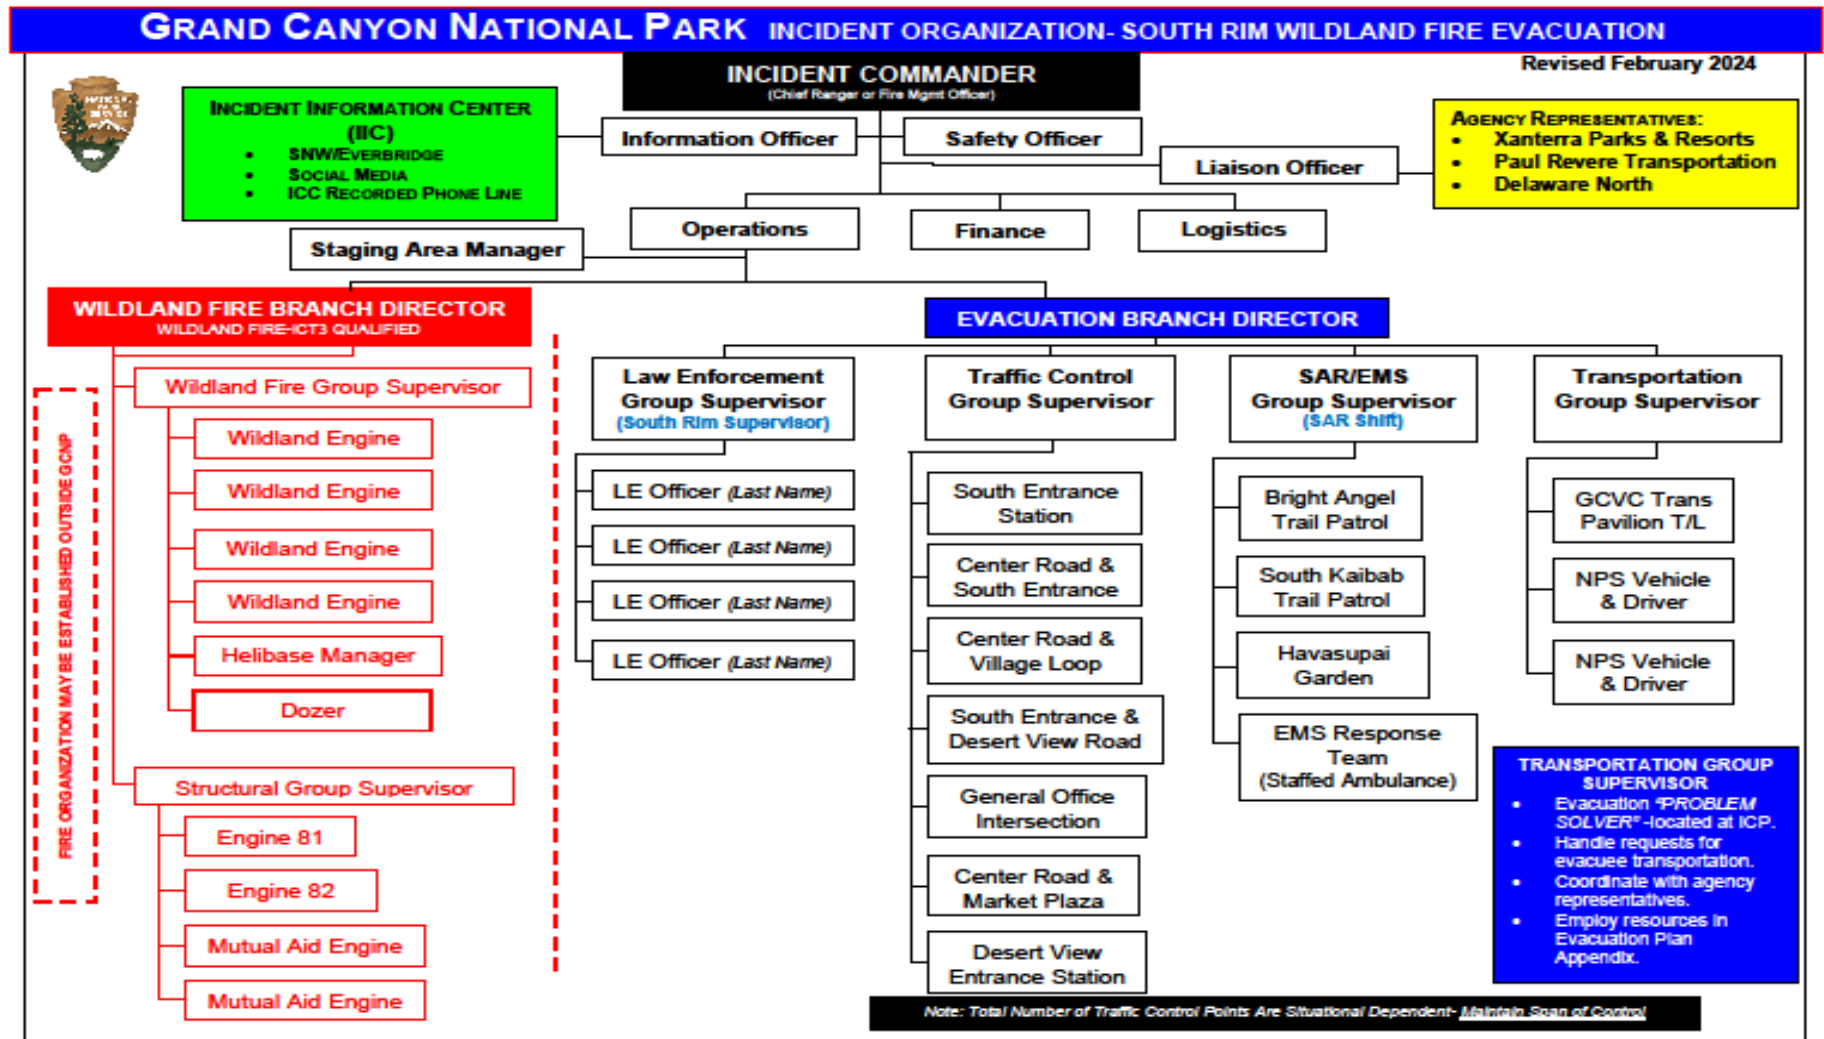 GRAND CANYON NATIONAL PARK INCIDENT ORGANIZATION- SOUTH RIM WILDLAND FIRE EVACUATION
Revised February 2024
NATIONAL
PARK
SERVICE
INCIDENT COMMANDER
(Chief Ranger or Fire Mgmt Officer)
INCIDENT INFORMATION CENTER
(IIC)
• SNW/EVERBRIDGE
• SOCIAL MEDIA
• ICC RECORDED PHONE LINE
Information Officer
Safety Officer
Liaison Officer
AGENCY REPRESENTATIVES:
• Xanterra Parks & Resorts
• Paul Revere Transportation
• Delaware North
Operations
Finance
Logistics
Staging Area Manager
WILDLAND FIRE BRANCH DIRECTOR
WILDLAND FIRE-ICT3 QUALIFIED
EVACUATION BRANCH DIRECTOR
FIRE ORGANIZATION MAY BE ESTABLISHED OUTSIDE GCNP
Wildland Fire Group Supervisor
Wildland Engine
Wildland Engine
Wildland Engine
Wildland Engine
Helibase Manager
Dozer
Structural Group Supervisor
Engine 81
Engine 82
Mutual Aid Engine
Mutual Aid Engine
Law Enforcement
Group Supervisor
(South Rim Supervisor)
LE Officer (Last Name)
LE Officer (Last Name)
LE Officer (Last Name)
LE Officer (Last Name)
Traffic Control
Group Supervisor
South Entrance
Station
Center Road &
South Entrance
Center Road &
Village Loop
South Entrance &
Desert View Road
General Office
Intersection
Center Road &
Market Plaza
Desert View
Entrance Station
SAR/EMS
Group Supervisor
(SAR Shift)
Bright Angel
Trail Patrol
South Kaibab
Trail Patrol
Havasupai
Garden
EMS Response
Team
(Staffed Ambulance)
Transportation
Group Supervisor
GCVC Trans
Pavilion T/L
NPS Vehicle
& Driver
NPS Vehicle
& Driver
TRANSPORTATION GROUP
SUPERVISOR
• Evacuation "PROBLEM
SOLVER" -located at ICP.
• Handle requests for
evacuee transportation.
• Coordinate with agency
representatives.
• Employ resources in
Evacuation Plan
Appendix.
Note: Total Number of Traffic Control Points Are Situational Dependent- Maintain Span of Control